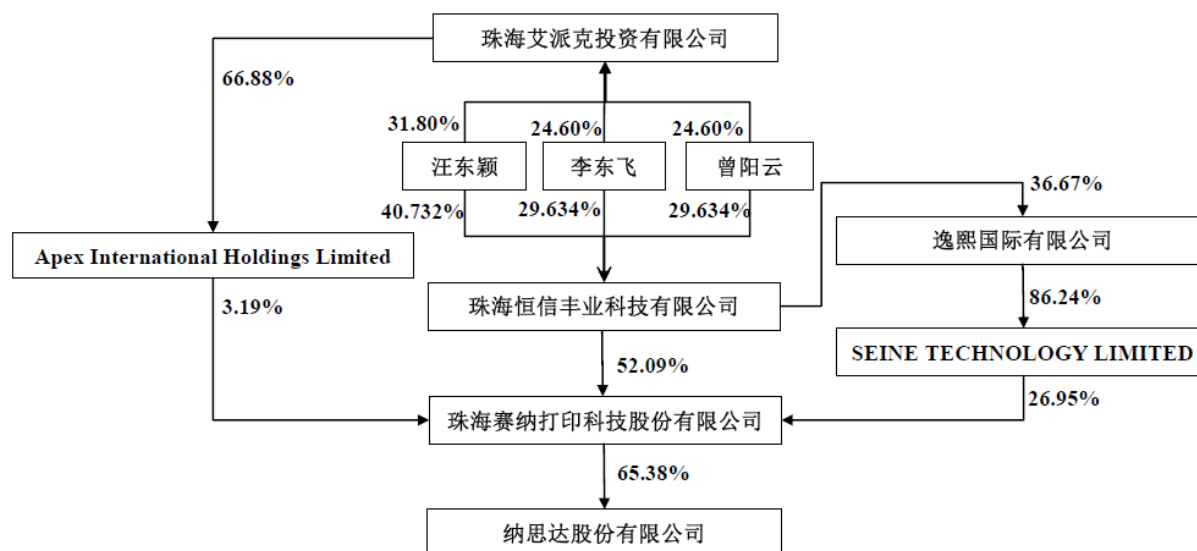 珠海艾派克投资有限公司
66.88%
31.80%
24.60%
24.60%
汪东颖
李东飞
曾阳云
36.67%
40.732%
29.634%
29.634%
Apex International Holdings Limited
逸熙国际有限公司
3.19%
珠海恒信丰业科技有限公司
86.24%
SEINE TECHNOLOGY LIMITED
52.09%
26.95%
珠海赛纳打印科技股份有限公司
65.38%
纳思达股份有限公司